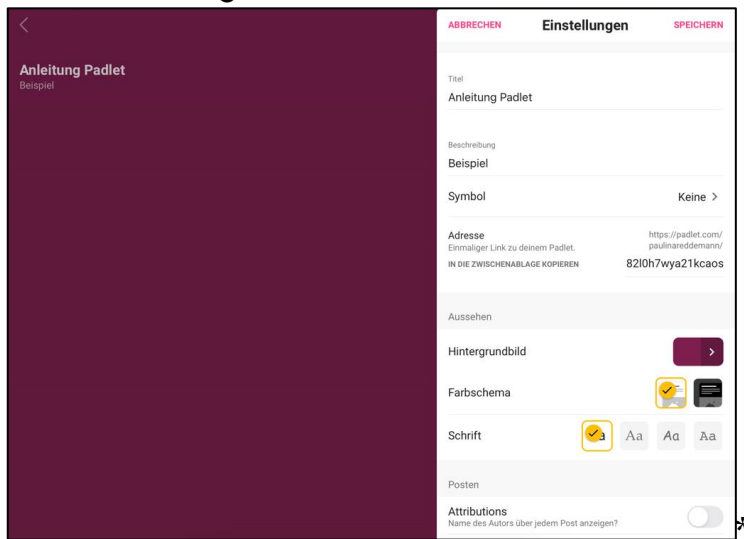 Anleitung Padlet
Beispiel
ABBRECHEN Einstellungen SPEICHERN
Titel
Anleitung Padlet
Beschreibung
Beispiel
Symbol Keine >
Adresse
Einmaliger Link zu deinem Padlet.
IN DIE ZWISCHENABLAGE KOPIEREN
https://padlet.com/
paulinareddemann/
82l0h7wya21kcaos
Aussehen
Hintergrundbild
Farbschema
Schrift Aa Aa Aa
Posten
Attributions
Name des Autors über jedem Post anzeigen?
*